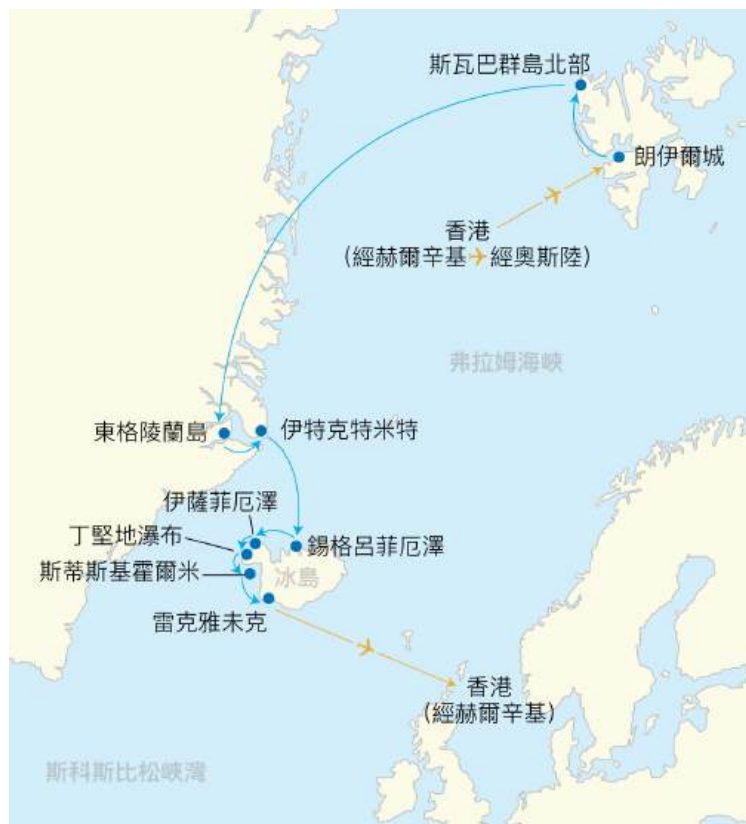 斯瓦巴群島北部
朗伊爾城
香港
(經赫爾辛基✈經奧斯陸)
弗拉姆海峽
東格陵蘭島
伊特克特米特
伊薩菲厄澤
丁堅地瀑布
錫格呂菲厄澤
斯蒂斯基霍爾米
冰島
雷克雅未克
香港
(經赫爾辛基)
斯科斯比松峽灣